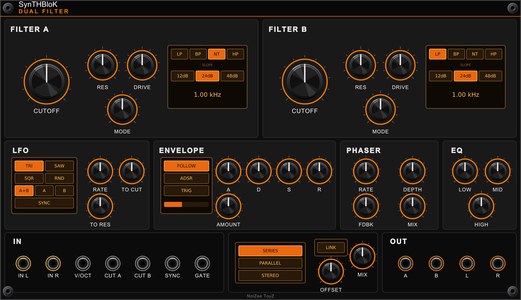 SynTHBloK
DUAL FILTER
FILTER A
LP BP NT HP
SLOPE
12dB 24dB 48dB
1.00 kHz
CUTOFF
RES
DRIVE
MODE
FILTER B
LP BP NT HP
SLOPE
12dB 24dB 48dB
1.00 kHz
CUTOFF
RES
DRIVE
MODE
LFO
TRI SAW
SQR RND
A+B A B
SYNC
RATE
TO CUT
TO RES
ENVELOPE
FOLLOW
ADSR
TRIG
A D S R
AMOUNT
PHASER
RATE DEPTH
FDBK MIX
EQ
LOW MID
HIGH
IN
IN L IN R V/OCT CUT A CUT B SYNC GATE
SERIES
PARALLEL
STEREO
LINK
OFFSET
MIX
OUT
A B L R